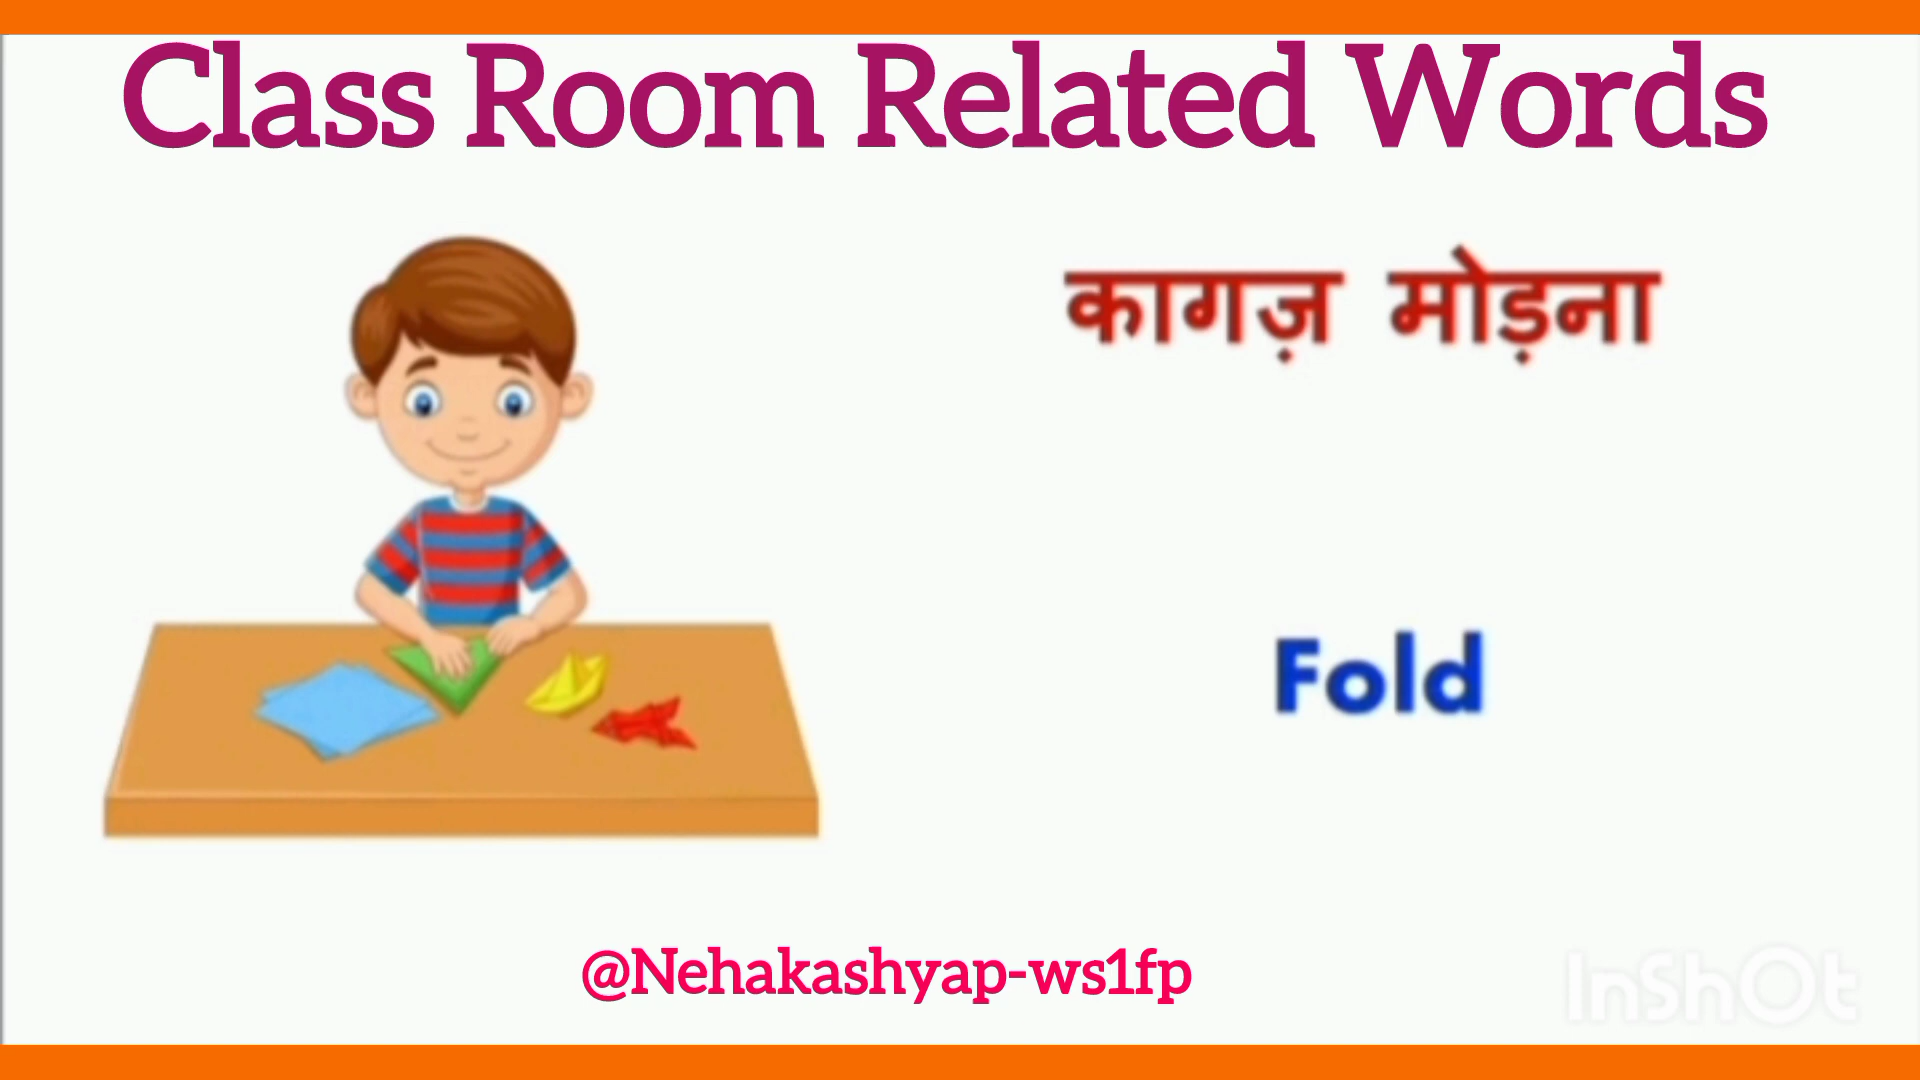 Class Room Related Words
कागज़ मोड़ना
Fold
@Nehakashyap-ws1fp
InShOt